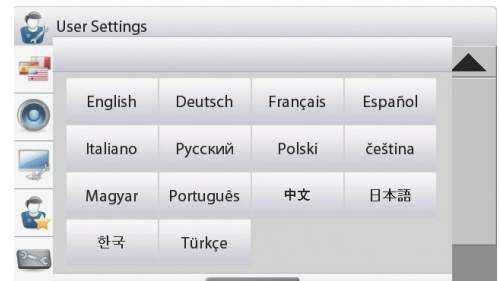 User Settings
English Deutsch Français Español
Italiano Русский Polski čeština
Magyar Português 中文 日本語
한국 Türkçe